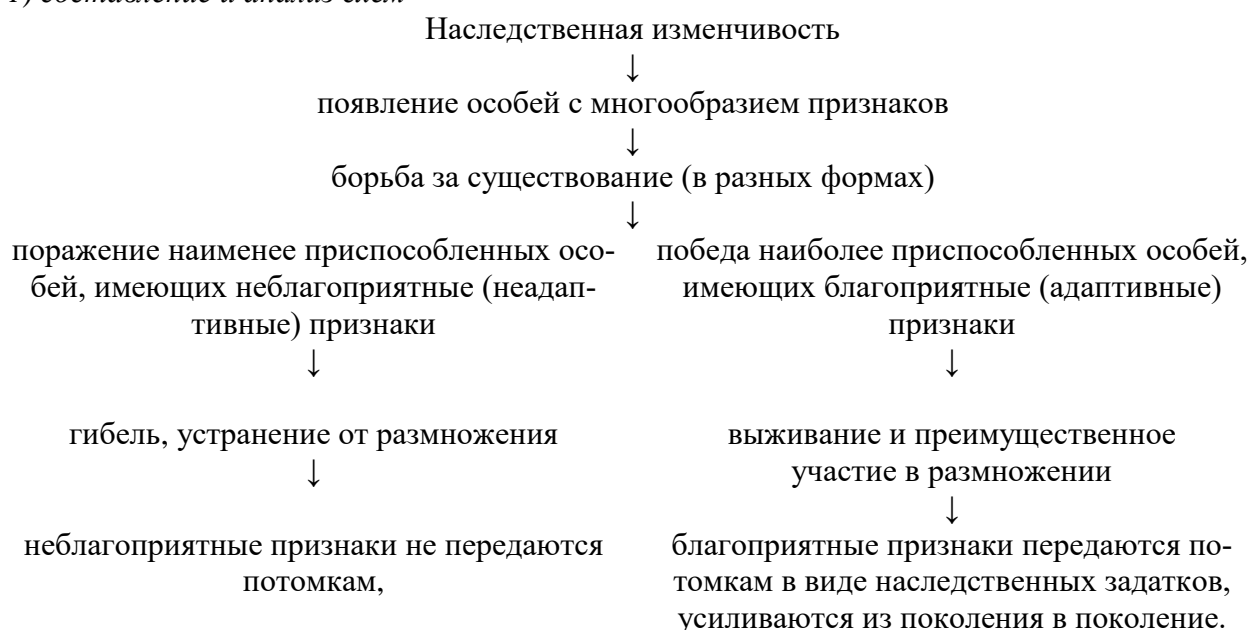 1) составление и анализ схем
Наследственная изменчивость
↓
появление особей с многообразием признаков
↓
борьба за существование (в разных формах)
↓
поражение наименее приспособленных осо-
бей, имеющих неблагоприятные (неадап-
тивные) признаки
↓
гибель, устранение от размножения
↓
неблагоприятные признаки не передаются
потомкам,
победа наиболее приспособленных особей,
имеющих благоприятные (адаптивные)
признаки
↓
выживание и преимущественное
участие в размножении
↓
благоприятные признаки передаются по-
томкам в виде наследственных задатков,
усиливаются из поколения в поколение.